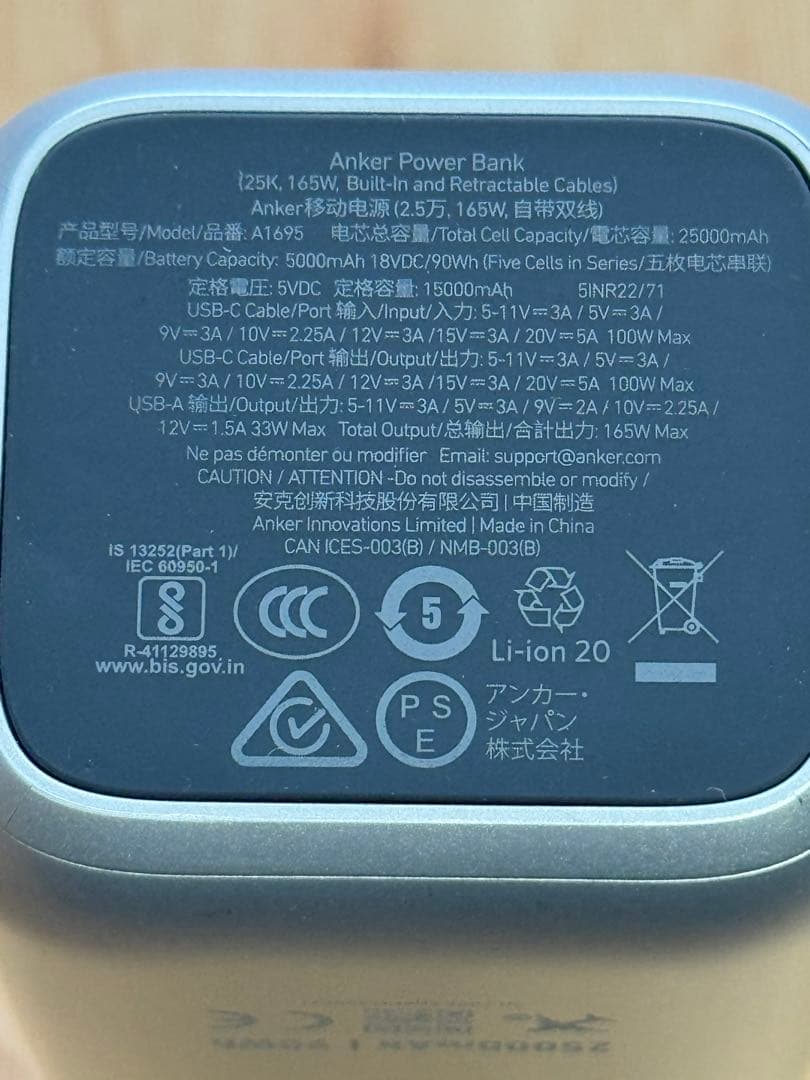 Anker Power Bank
(25K, 165W, Built-In and Retractable Cables)
Anker移动电源 (2.5万, 165W, 自带双线)
产品型号/Model/品番: A1695 电芯总容量/Total Cell Capacity/電芯容量: 25000mAh
额定容量/Battery Capacity: 5000mAh 18VDC/90Wh (Five Cells in Series/五枚电芯串联)
定格電圧: 5VDC 定格容量: 15000mAh 5INR22/71
USB-C Cable/Port 输入/Input/入力: 5-11V⎓3A / 5V⎓3A /
9V⎓3A / 10V⎓2.25A / 12V⎓3A /15V⎓3A / 20V⎓5A 100W Max
USB-C Cable/Port 输出/Output/出力: 5-11V⎓3A / 5V⎓3A /
9V⎓3A / 10V⎓2.25A / 12V⎓3A /15V⎓3A / 20V⎓5A 100W Max
USB-A 输出/Output/出力: 5-11V⎓3A / 5V⎓3A / 9V⎓2A / 10V⎓2.25A /
12V⎓1.5A 33W Max Total Output/总输出/合計出力: 165W Max
Ne pas démonter ou modifier Email: support@anker.com
CAUTION / ATTENTION -Do not disassemble or modify /
安克创新科技股份有限公司 | 中国制造
Anker Innovations Limited | Made in China
CAN ICES-003(B) / NMB-003(B)
IS 13252(Part 1)/
IEC 60950-1
R-41129895
www.bis.gov.in
CCC
5
Li-ion 20
PSE
アンカー・
ジャパン
株式会社
CE
25000mAh | 90Wh